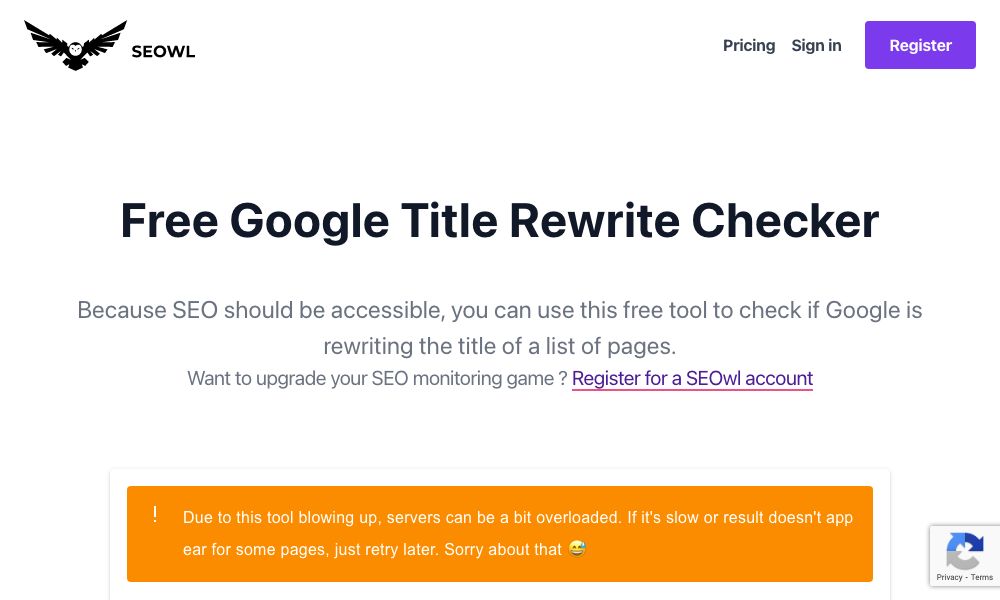 SEOWL
Pricing Sign in Register
Free Google Title Rewrite Checker
Because SEO should be accessible, you can use this free tool to check if Google is
rewriting the title of a list of pages.
Want to upgrade your SEO monitoring game ? Register for a SEOwl account
! Due to this tool blowing up, servers can be a bit overloaded. If it's slow or result doesn't app
ear for some pages, just retry later. Sorry about that 😅
Privacy - Terms